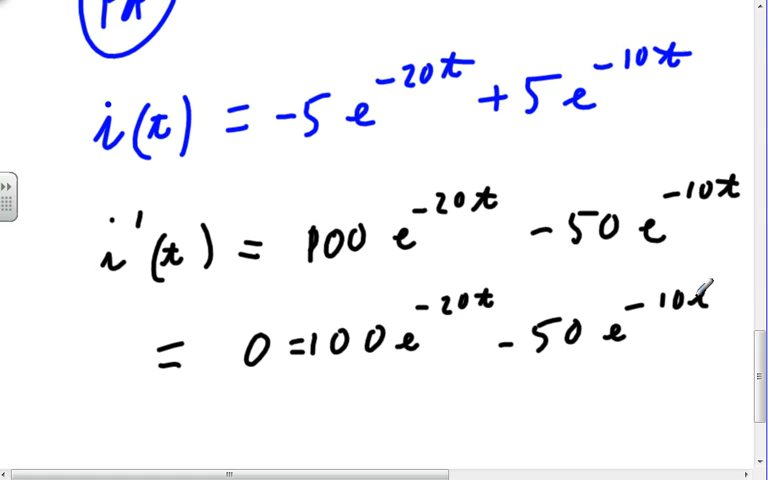 i(t) = -5e^{-20t} + 5e^{-10t}
i'(t) = 100e^{-20t} - 50e^{-10t}
= 0 = 100e^{-20t} - 50e^{-10t}